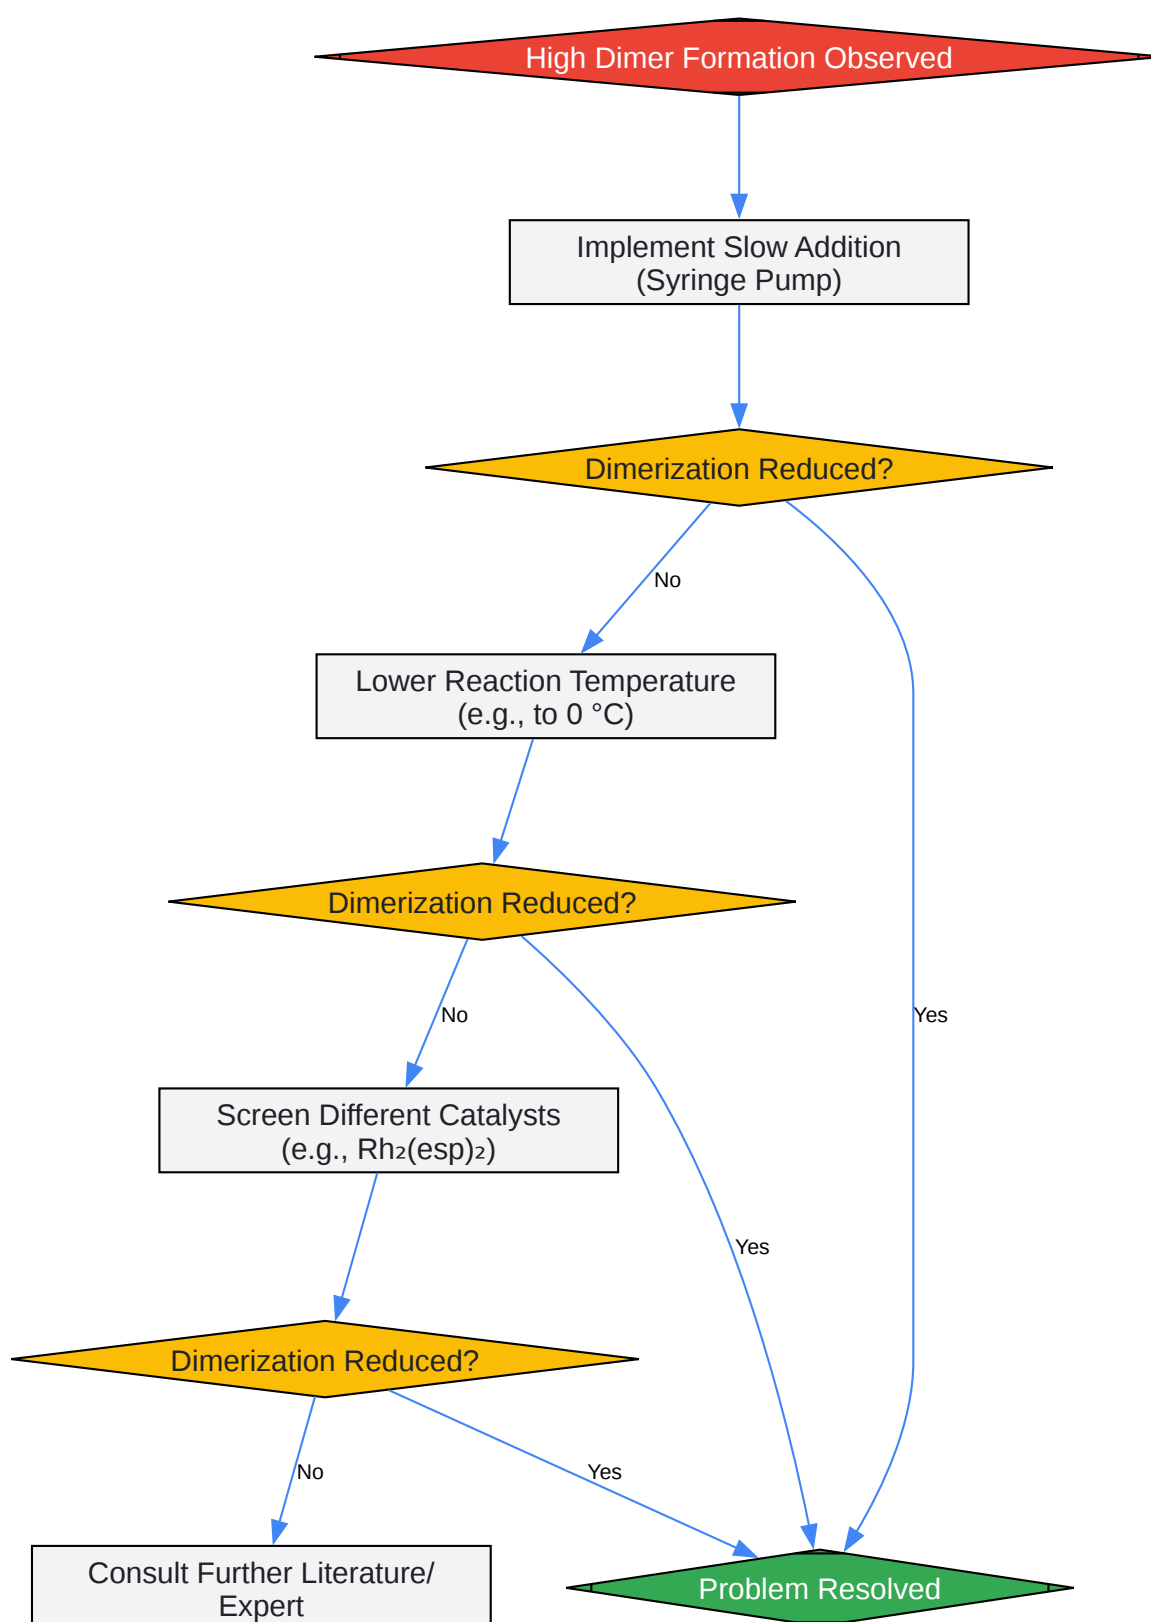 High Dimer Formation Observed
Implement Slow Addition
(Syringe Pump)
Dimerization Reduced?
No
Lower Reaction Temperature
(e.g., to 0 °C)
Dimerization Reduced?
No
Yes
Screen Different Catalysts
(e.g., Rh₂(esp)₂)
Yes
Dimerization Reduced?
No
Yes
Consult Further Literature/
Expert
Problem Resolved